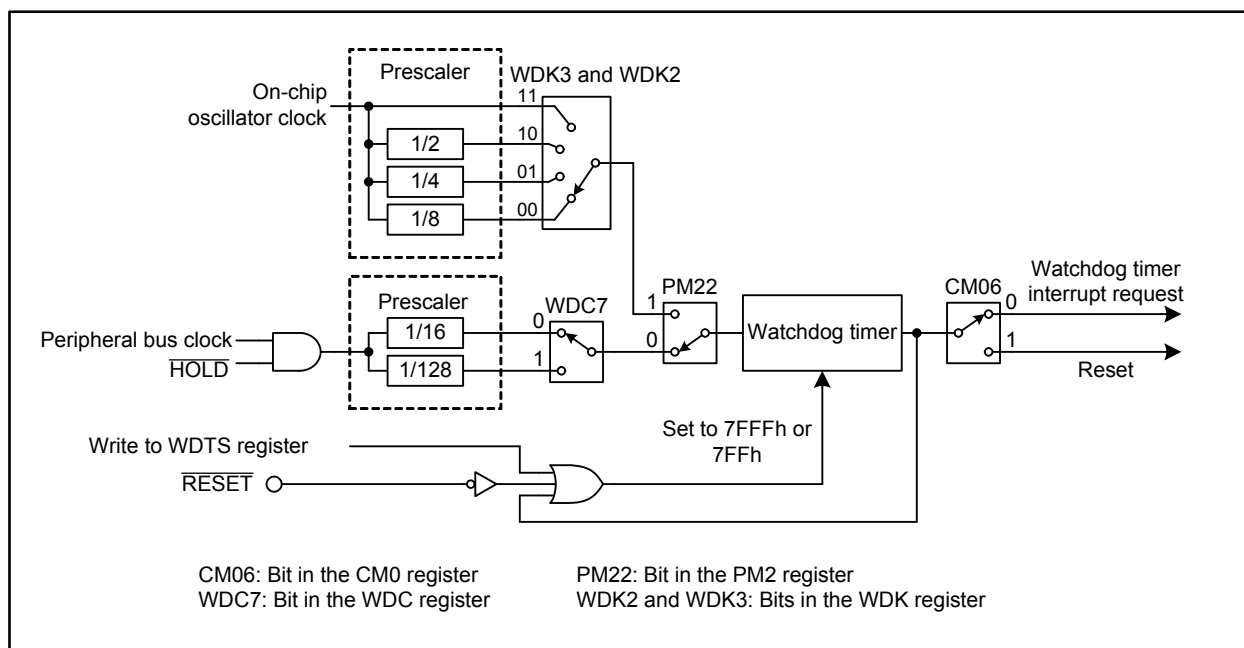 Prescaler
WDK3 and WDK2
On-chip
oscillator clock
11
1/2
10
1/4
01
1/8
00
Prescaler
WDC7
PM22
CM06
Watchdog timer
interrupt request
Peripheral bus clock
HOLD
1/16
0
1/128
1
1
0
Watchdog timer
0
1
Reset
Set to 7FFFh or
7FFh
Write to WDTS register
RESET
CM06: Bit in the CM0 register
PM22: Bit in the PM2 register
WDC7: Bit in the WDC register
WDK2 and WDK3: Bits in the WDK register